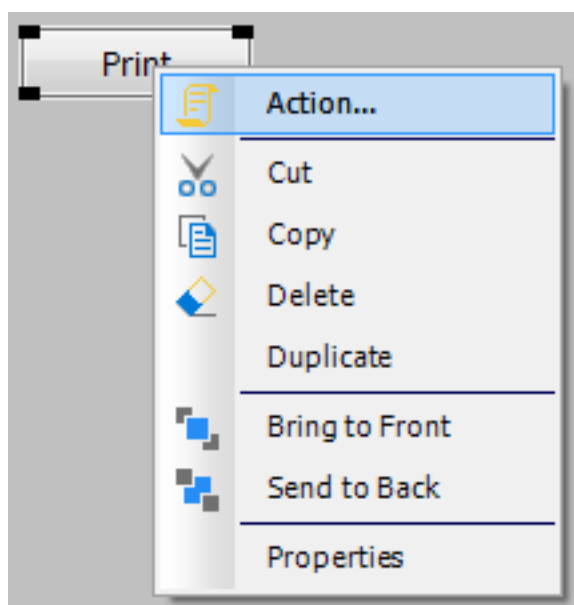 Print
Action...
Cut
Copy
Delete
Duplicate
Bring to Front
Send to Back
Properties